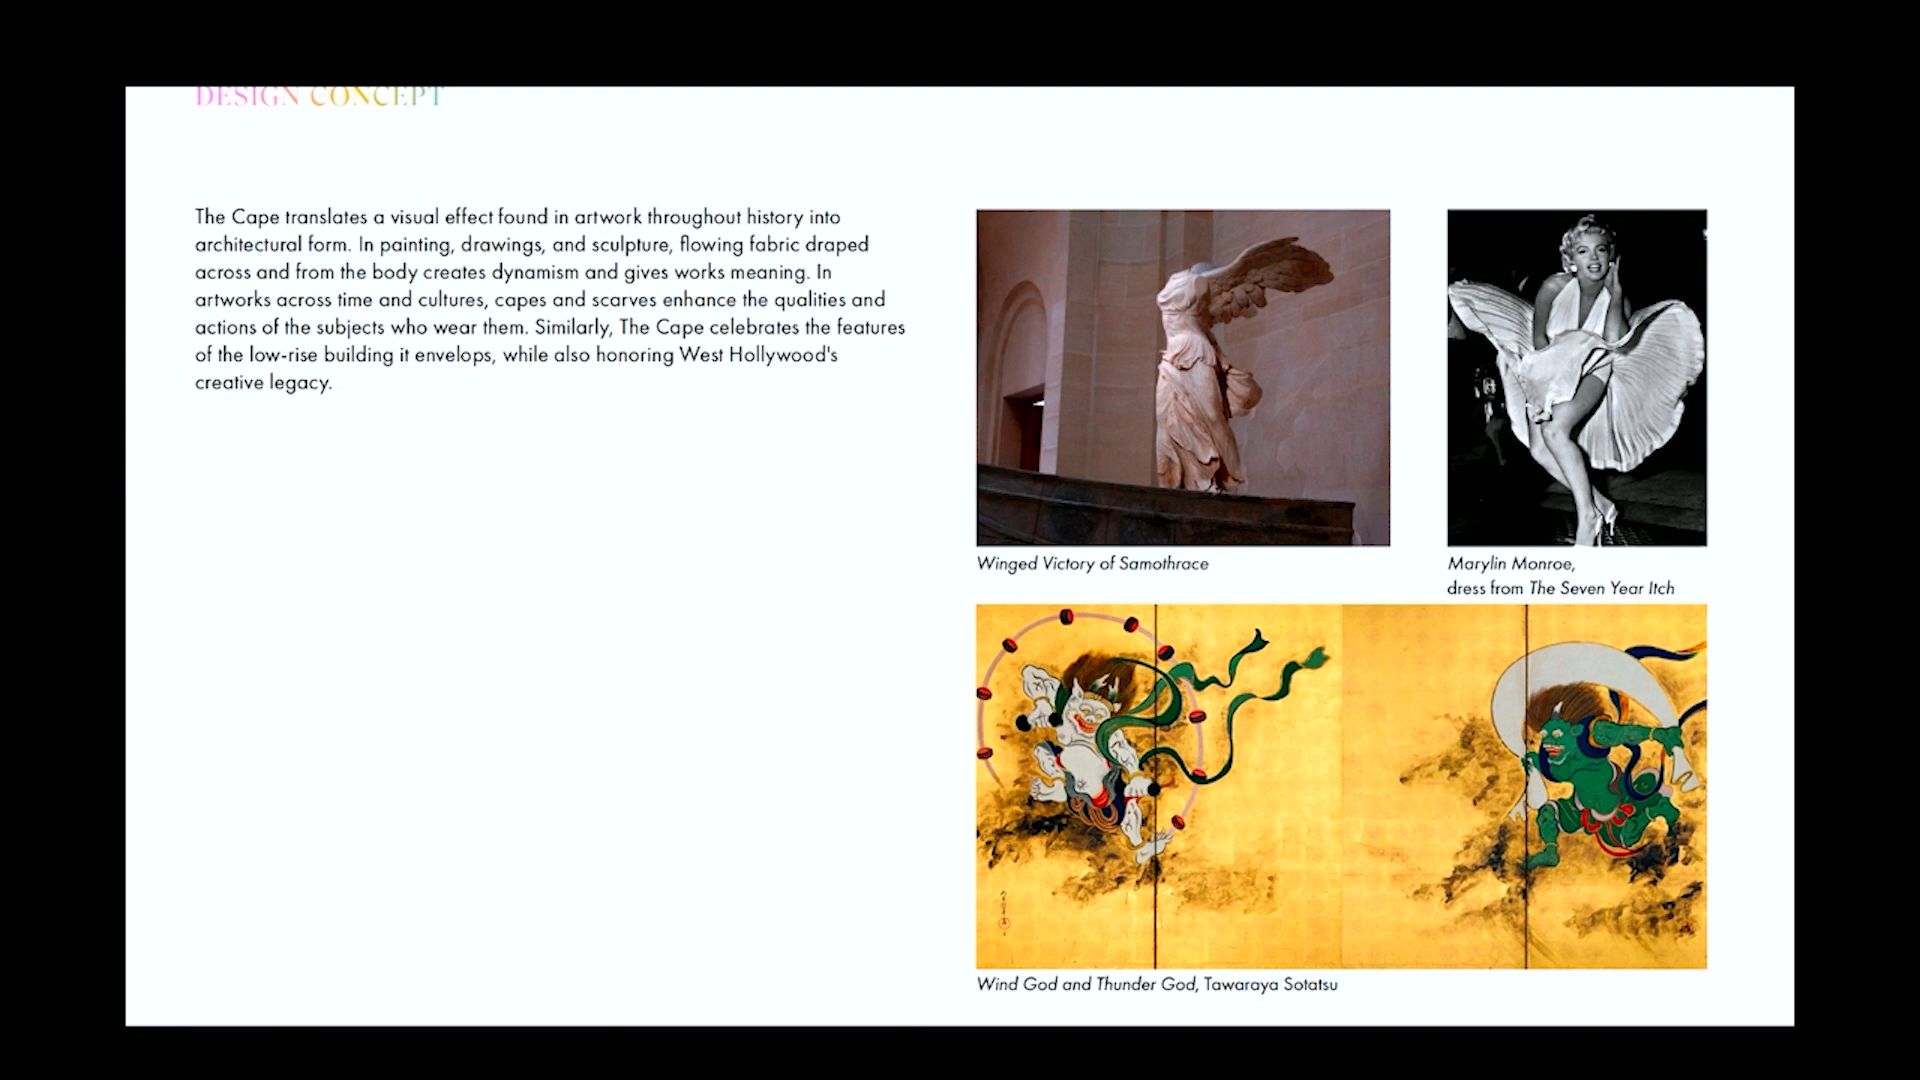 DESIGN CONCEPT
The Cape translates a visual effect found in artwork throughout history into
architectural form. In painting, drawings, and sculpture, flowing fabric draped
across and from the body creates dynamism and gives works meaning. In
artworks across time and cultures, capes and scarves enhance the qualities and
actions of the subjects who wear them. Similarly, The Cape celebrates the features
of the low-rise building it envelops, while also honoring West Hollywood's
creative legacy.
Winged Victory of Samothrace
Marylin Monroe,
dress from The Seven Year Itch
Wind God and Thunder God, Tawaraya Sotatsu